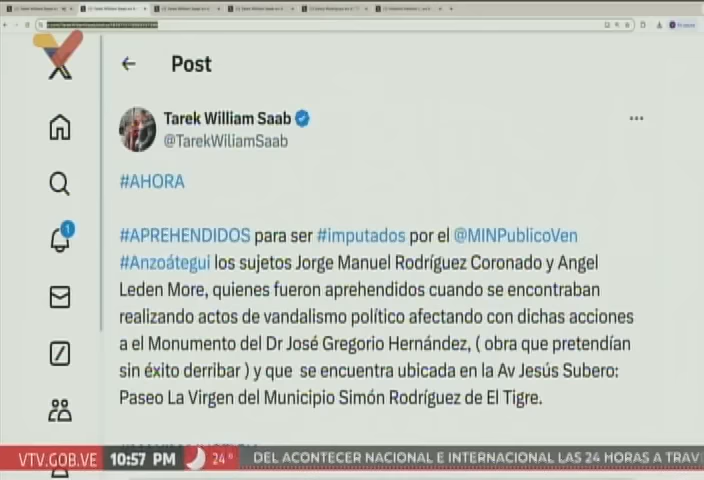 Post
Tarek William Saab
@TarekWiliamSaab
#AHORA
#APREHENDIDOS para ser #imputados por el @MINPublicoVen
#Anzoátegui los sujetos Jorge Manuel Rodríguez Coronado y Angel
Leden More, quienes fueron aprehendidos cuando se encontraban
realizando actos de vandalismo político afectando con dichas acciones
a el Monumento del Dr José Gregorio Hernández, ( obra que pretendían
sin éxito derribar ) y que se encuentra ubicada en la Av Jesús Subero:
Paseo La Virgen del Municipio Simón Rodríguez de El Tigre.
1
VTV.GOB.VE 10:57 PM 24° DEL ACONTECER NACIONAL E INTERNACIONAL LAS 24 HORAS A TRAV